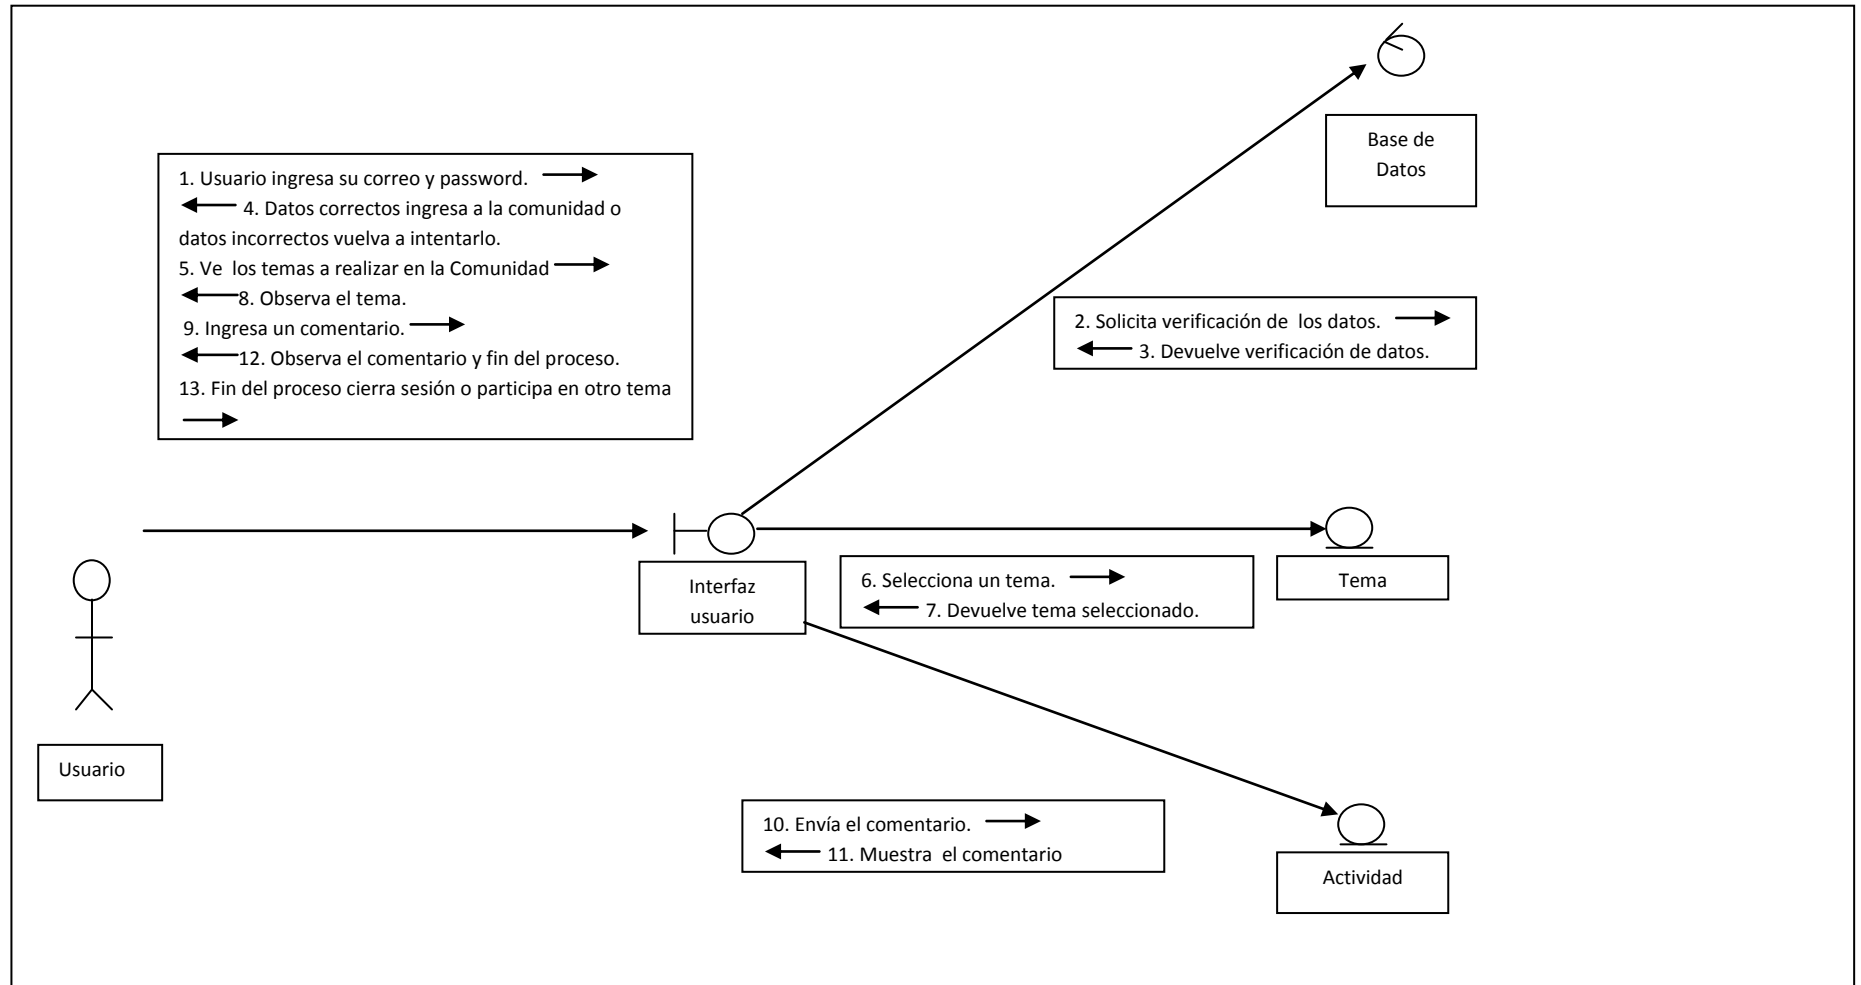 Base de
Datos
1. Usuario ingresa su correo y password.
4. Datos correctos ingresa a la comunidad o
datos incorrectos vuelva a intentarlo.
5. Ve los temas a realizar en la Comunidad
8. Observa el tema.
9. Ingresa un comentario.
12. Observa el comentario y fin del proceso.
13. Fin del proceso cierra sesión o participa en otro tema
2. Solicita verificación de los datos.
3. Devuelve verificación de datos.
Interfaz
usuario
6. Selecciona un tema.
7. Devuelve tema seleccionado.
Tema
Usuario
10. Envía el comentario.
11. Muestra el comentario
Actividad